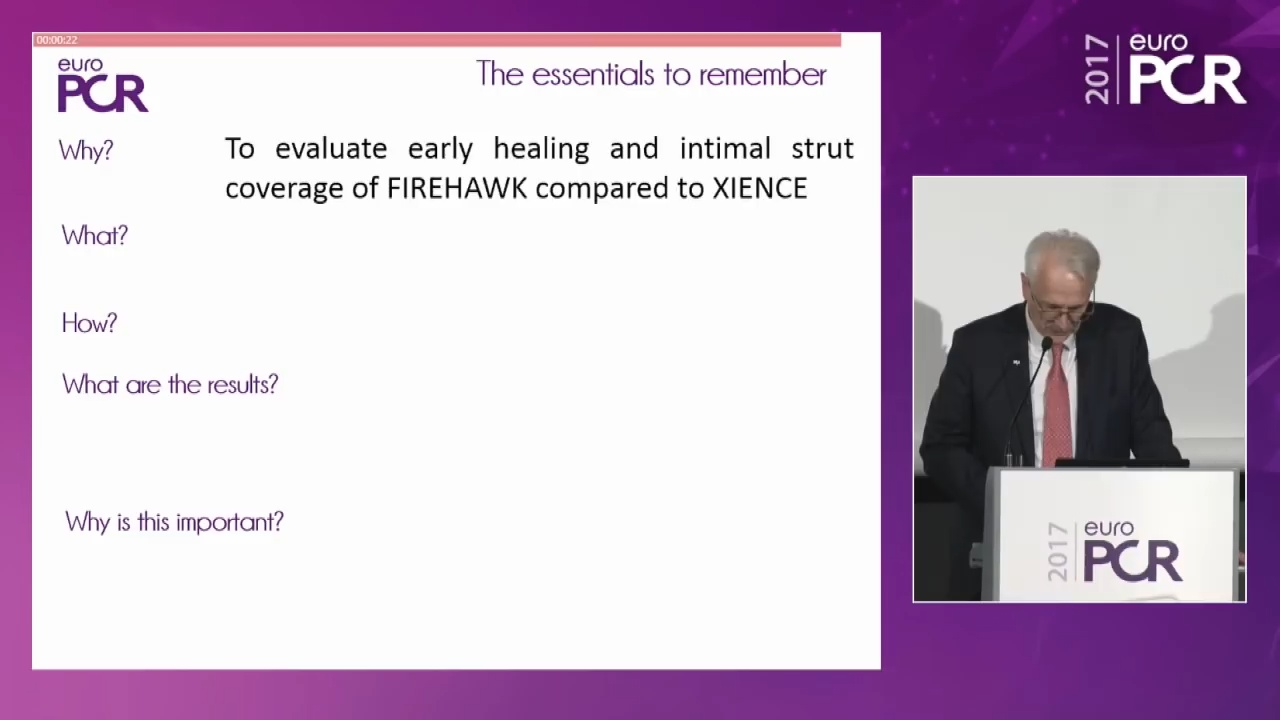 00:00:22
euro
PCR
The essentials to remember
Why?
To evaluate early healing and intimal strut
coverage of FIREHAWK compared to XIENCE
What?
How?
What are the results?
Why is this important?
2017
euro
PCR
2017
euro
PCR